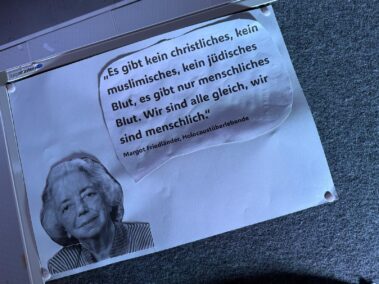 „Es gibt kein christliches, kein
muslimisches, kein jüdisches
Blut, es gibt nur menschliches
Blut. Wir sind alle gleich, wir
sind menschlich.“
Margot Friedländer, Holocaustüberlebende